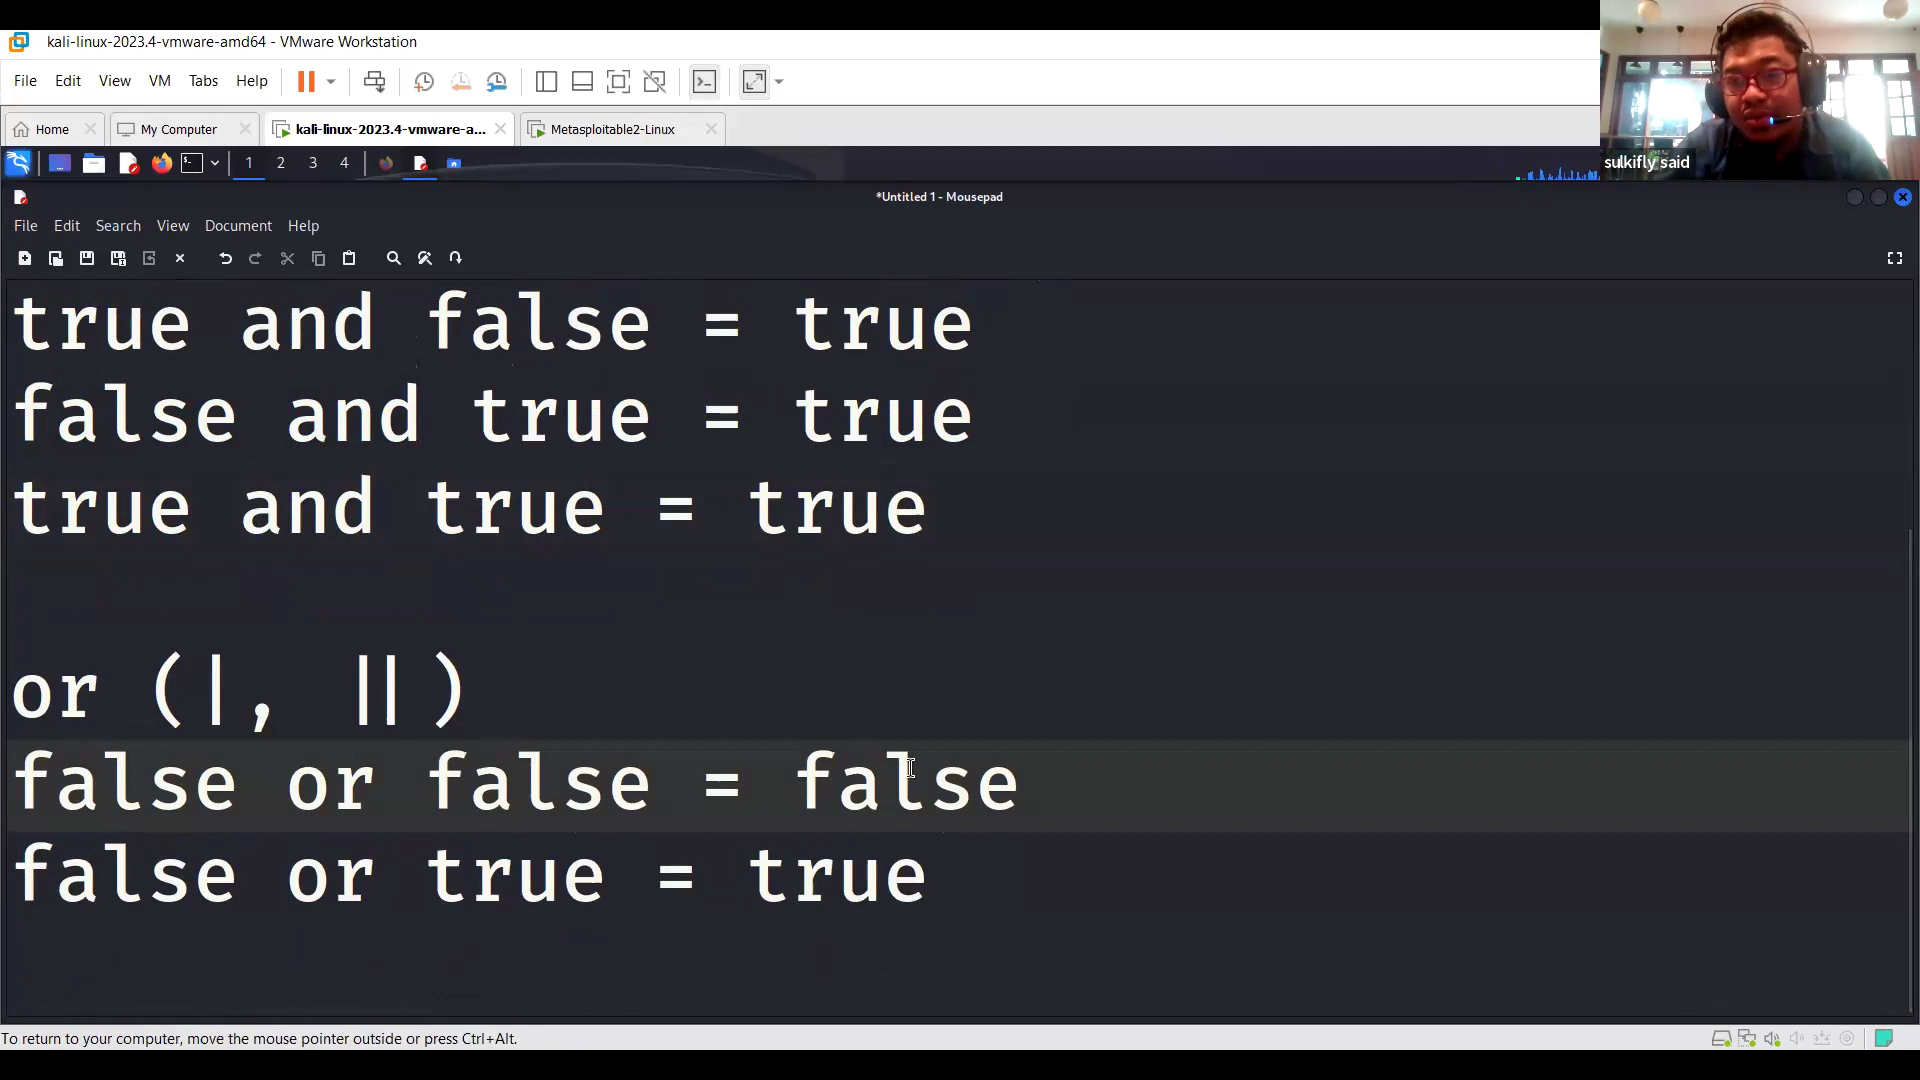 kali-linux-2023.4-vmware-amd64 - VMware Workstation
File Edit View VM Tabs Help
Home My Computer kali-linux-2023.4-vmware-a... Metasploitable2-Linux
1 2 3 4
sulkifly said
*Untitled 1 - Mousepad
File Edit Search View Document Help
true and false = true
false and true = true
true and true = true
or (|, ||)
false or false = false
false or true = true
To return to your computer, move the mouse pointer outside or press Ctrl+Alt.